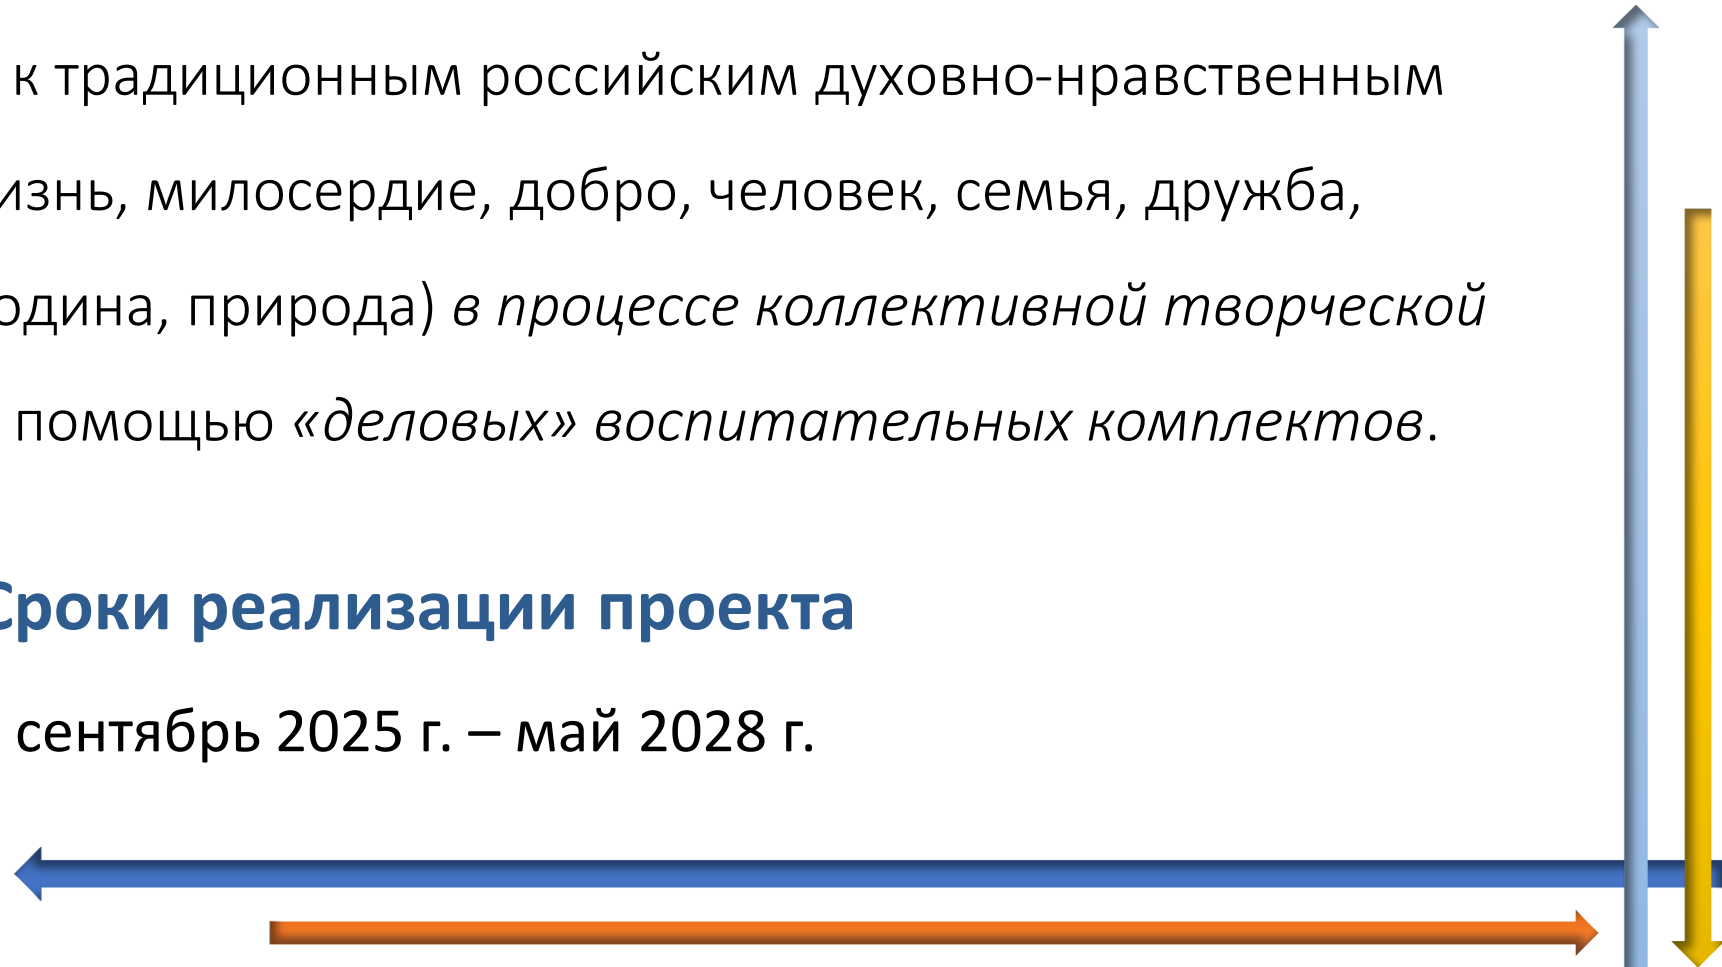 к традиционным российским духовно-нравственным
изнь, милосердие, добро, человек, семья, дружба,
одина, природа) в процессе коллективной творческой
помощью «деловых» воспитательных комплектов.
Сроки реализации проекта
сентябрь 2025 г. – май 2028 г.